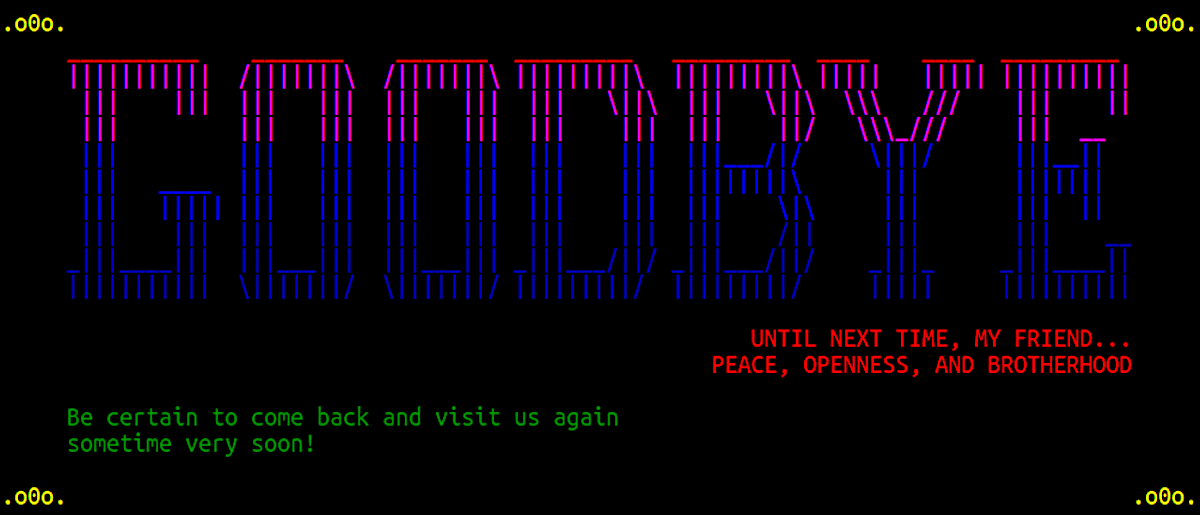 .o0o. .o0o.
GOODBYE
UNTIL NEXT TIME, MY FRIEND...
PEACE, OPENNESS, AND BROTHERHOOD
Be certain to come back and visit us again
sometime very soon!
.o0o. .o0o.